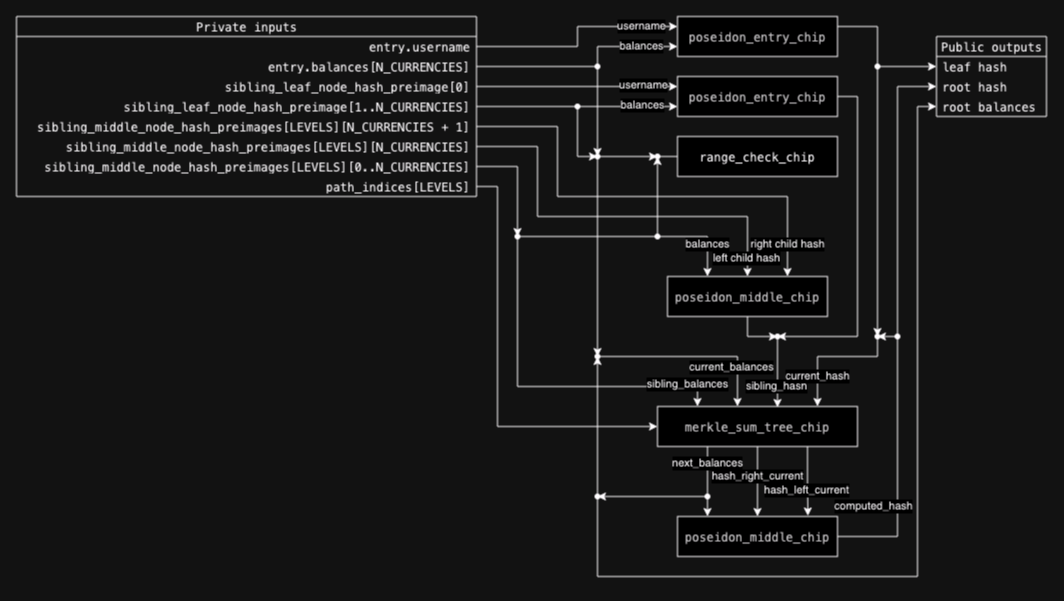 Private inputs
entry.username
entry.balances[N_CURRENCIES]
sibling_leaf_node_hash_preimage[0]
sibling_leaf_node_hash_preimage[1..N_CURRENCIES]
sibling_middle_node_hash_preimages[LEVELS][N_CURRENCIES + 1]
sibling_middle_node_hash_preimages[LEVELS][N_CURRENCIES]
sibling_middle_node_hash_preimages[LEVELS][0..N_CURRENCIES]
path_indices[LEVELS]
username
balances
poseidon_entry_chip
username
balances
poseidon_entry_chip
range_check_chip
Public outputs
leaf hash
root hash
root balances
balances
right child hash
left child hash
poseidon_middle_chip
current_balances
current_hash
sibling_balances
sibling_hash
merkle_sum_tree_chip
next_balances
hash_right_current
hash_left_current
computed_hash
poseidon_middle_chip